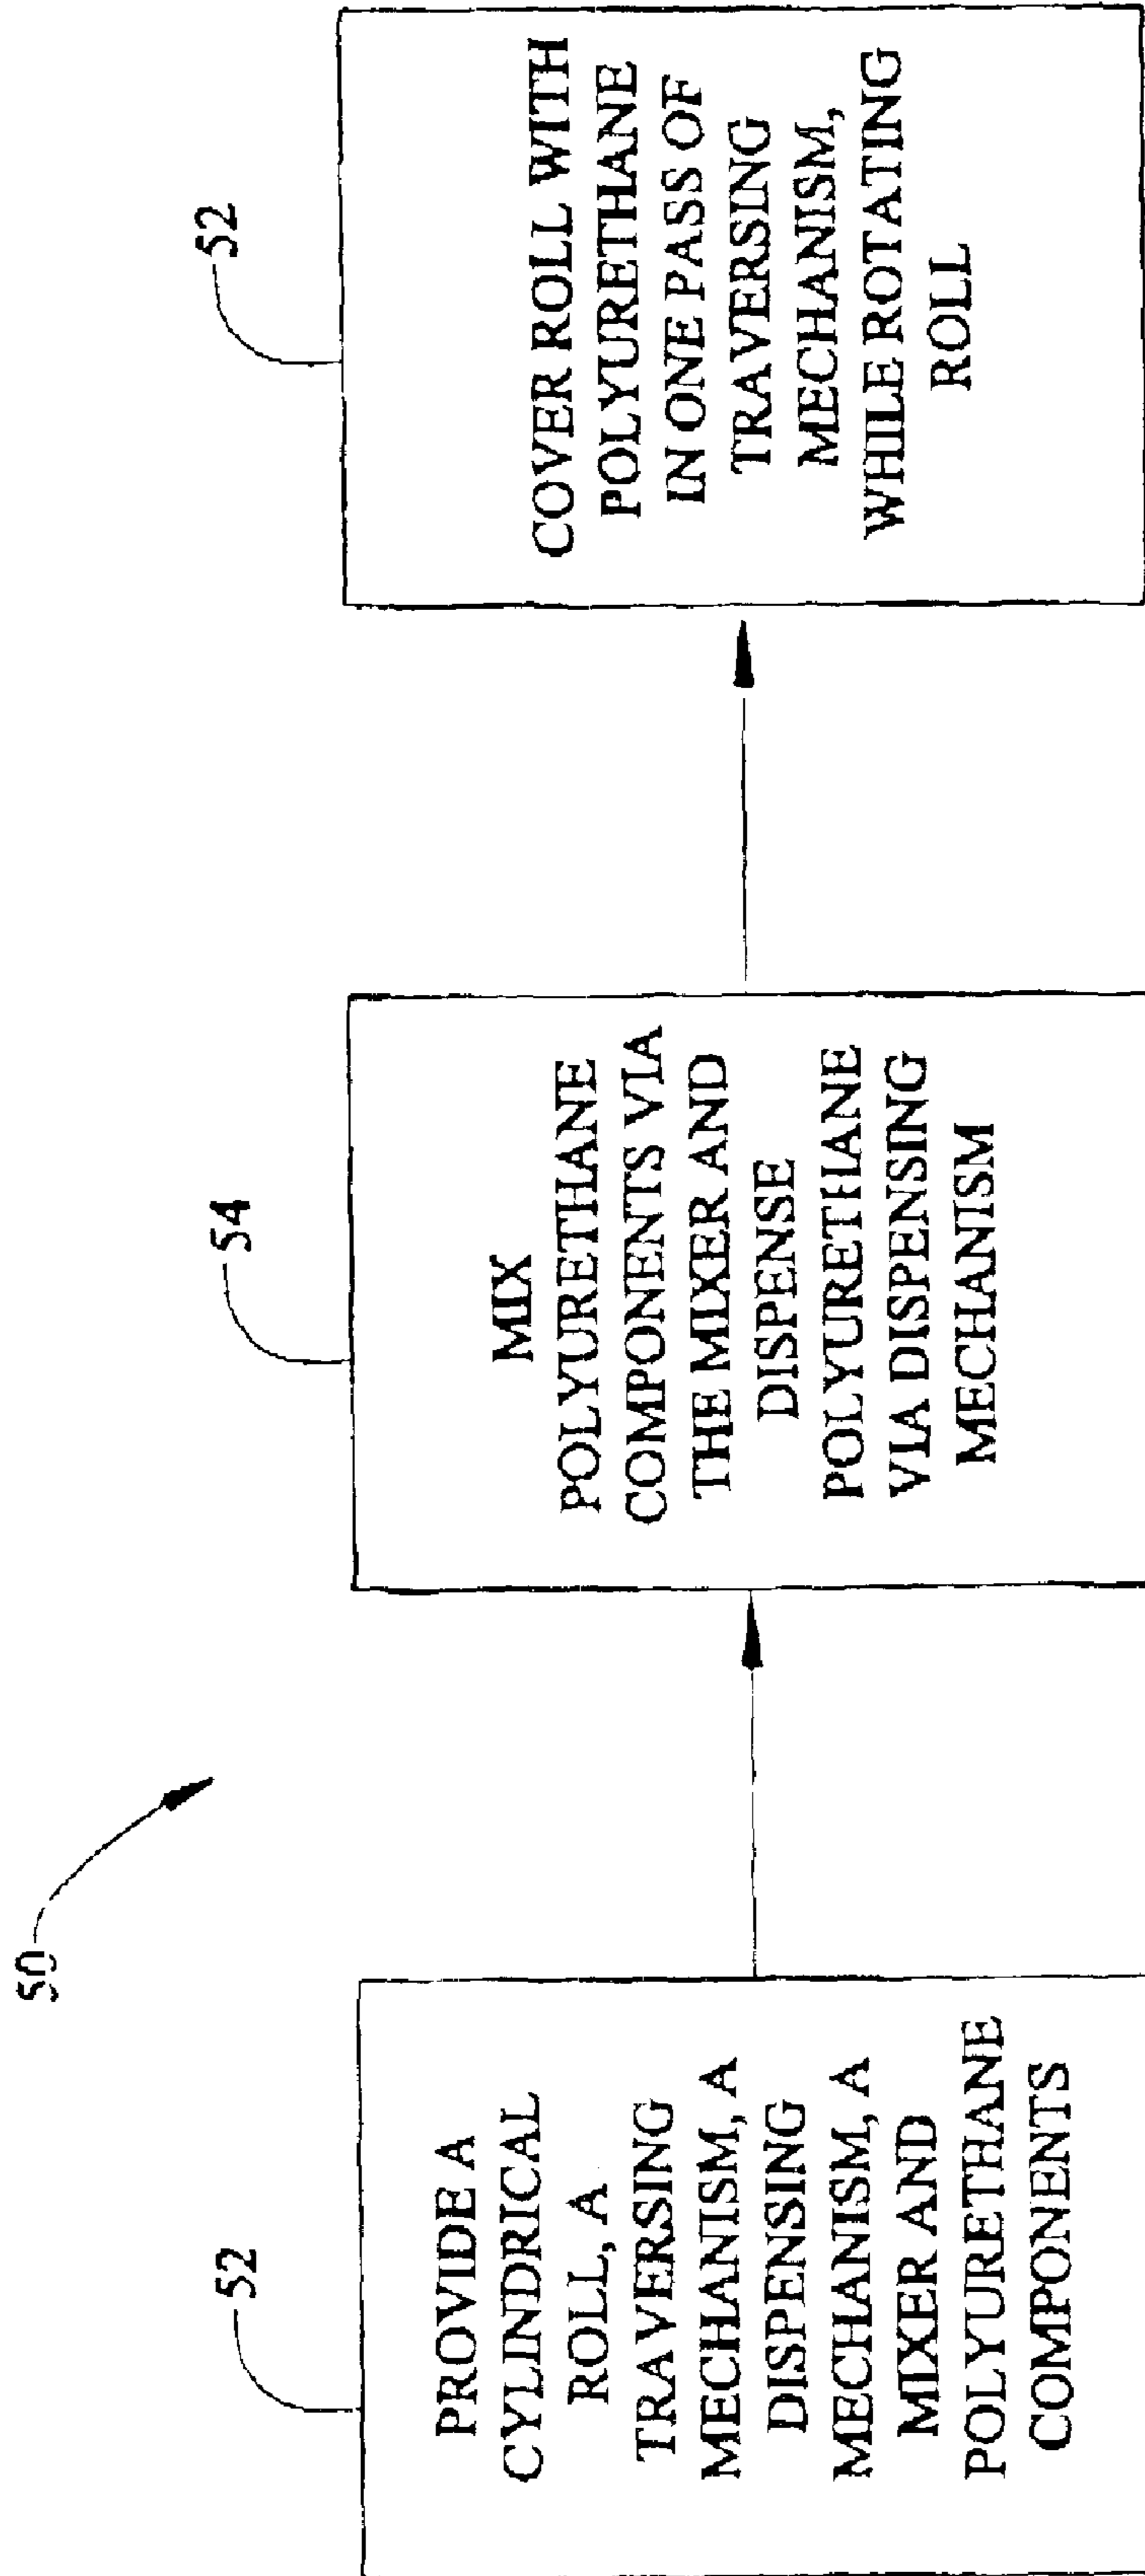 50
52
PROVIDE A
CYLINDRICAL
ROLL, A
TRAVERSING
MECHANISM, A
DISPENSING
MECHANISM, A
MIXER AND
POLYURETHANE
COMPONENTS
54
MIX
POLYURETHANE
COMPONENTS VIA
THE MIXER AND
DISPENSE
POLYURETHANE
VIA DISPENSING
MECHANISM
52
COVER ROLL WITH
POLYURETHANE
IN ONE PASS OF
TRAVERSING
MECHANISM,
WHILE ROTATING
ROLL